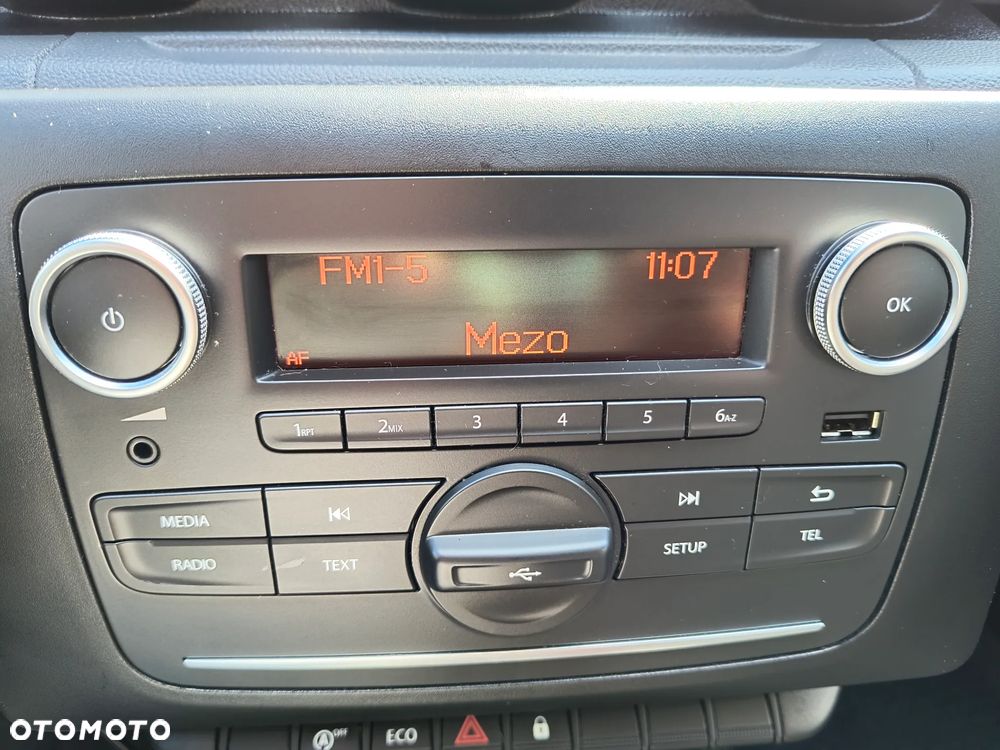 FM1-5 11:07
Mezo
AF
OK
1RPT 2MIX 3 4 5 6A-Z
MEDIA
RADIO TEXT SETUP TEL
OFF ECO
OTOMOTO